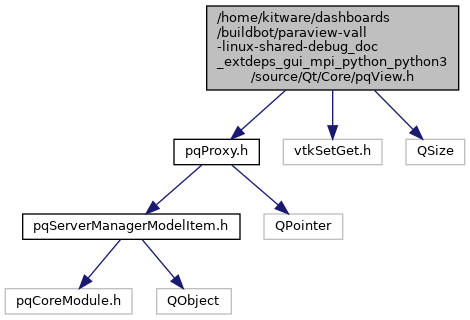 /home/kitware/dashboards
/buildbot/paraview-vall
-linux-shared-debug_doc
_extdeps_gui_mpi_python_python3
/source/Qt/Core/pqView.h
pqProxy.h
vtkSetGet.h
QSize
pqServerManagerModelItem.h
QPointer
pqCoreModule.h
QObject